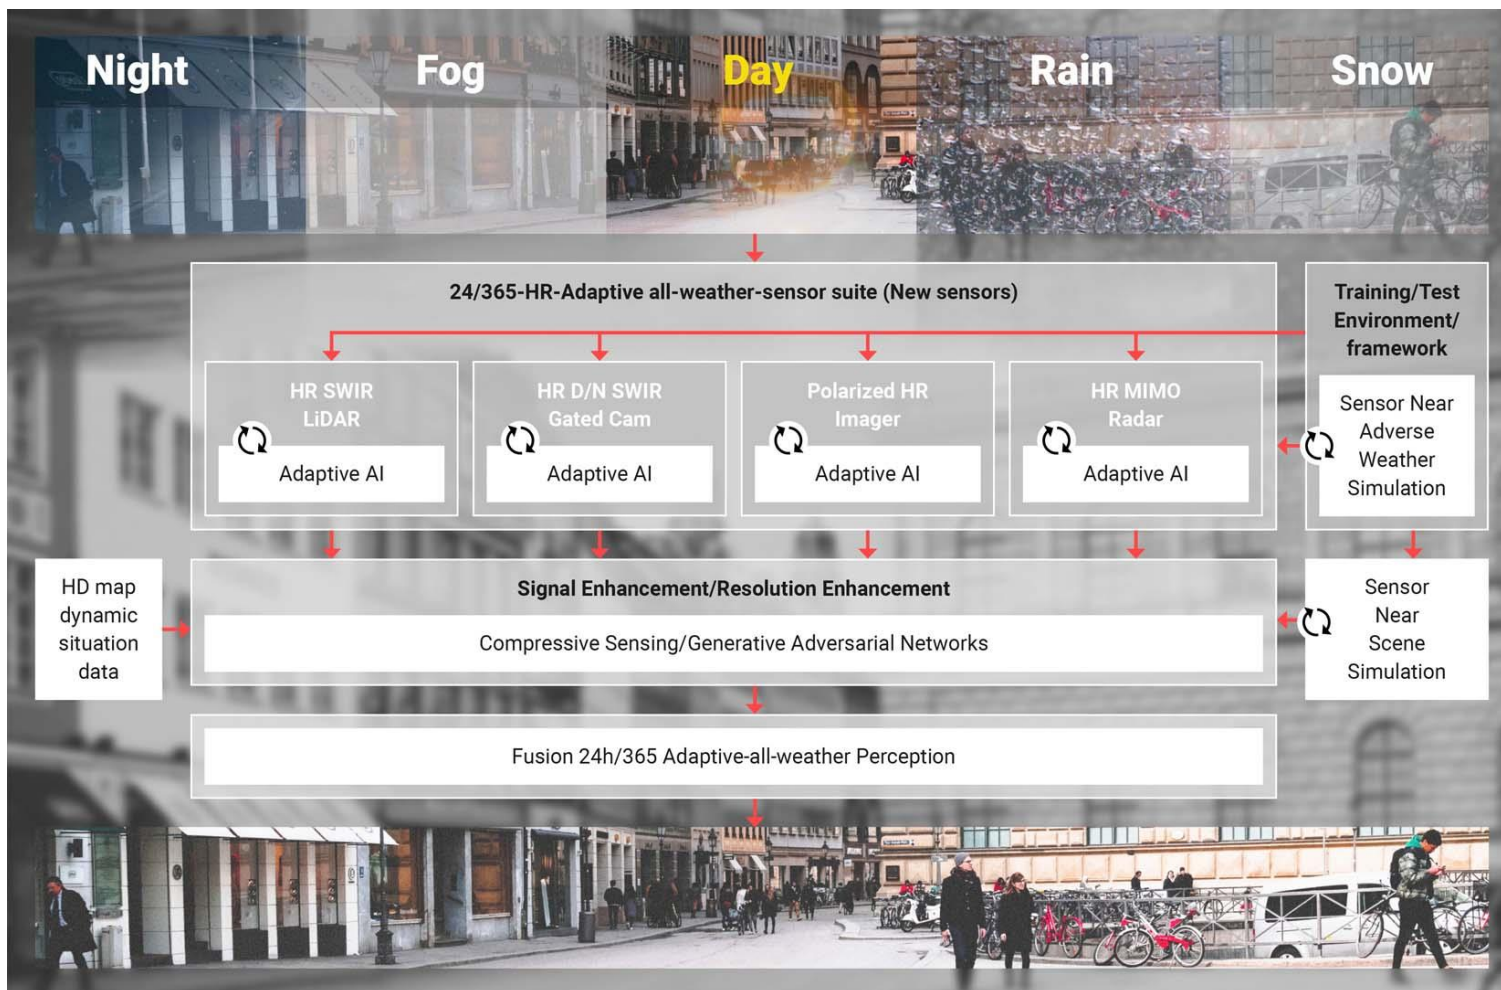 Night
Fog
Day
Rain
Snow
24/365-HR-Adaptive all-weather-sensor suite (New sensors)
Training/Test
Environment/
framework
HR SWIR
LiDAR
Adaptive AI
HR D/N SWIR
Gated Cam
Adaptive AI
Polarized HR
Imager
Adaptive AI
HR MIMO
Radar
Adaptive AI
Sensor Near
Adverse
Weather
Simulation
HD map
dynamic
situation
data
Signal Enhancement/Resolution Enhancement
Compressive Sensing/Generative Adversarial Networks
Sensor
Near
Scene
Simulation
Fusion 24h/365 Adaptive-all-weather Perception